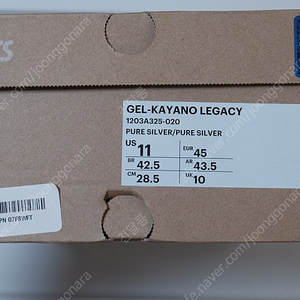 GEL-KAYANO LEGACY
1203A325-020
PURE SILVER/PURE SILVER
US 11 EUR 45
BR 42.5 AR 43.5
CM 28.5 UK 10